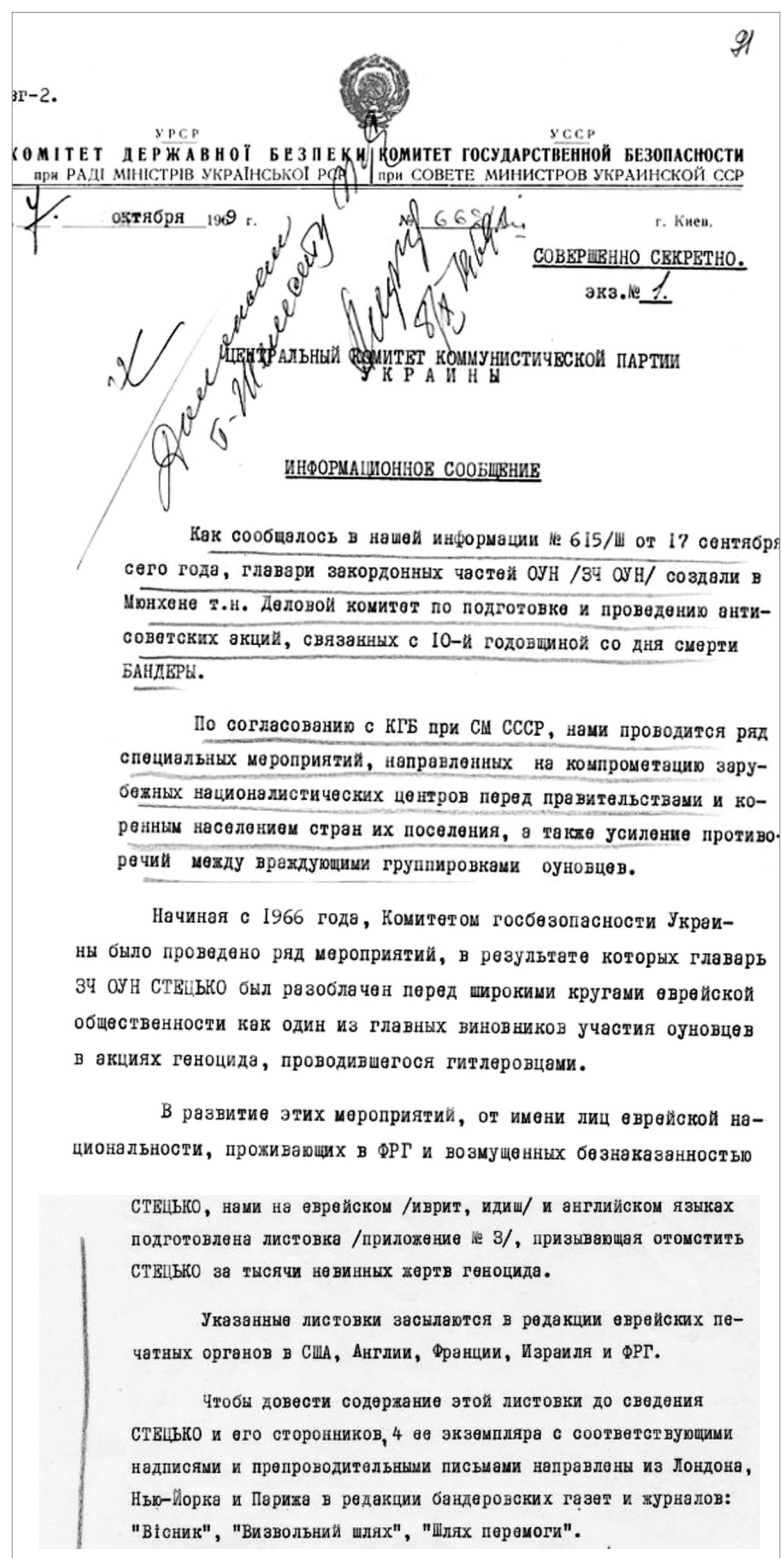 91
вг-2.
УРСР
УССР
КОМІТЕТ ДЕРЖАВНОЇ БЕЗПЕКИ
КОМИТЕТ ГОСУДАРСТВЕННОЙ БЕЗОПАСНОСТИ
при РАДІ МІНІСТРІВ УКРАЇНСЬКОЇ РСР
при СОВЕТЕ МИНИСТРОВ УКРАИНСКОЙ ССР
7. октября 1969 г.
№
г. Киев.
СОВЕРШЕННО СЕКРЕТНО.
экз.№ 1.
ЦЕНТРАЛЬНЫЙ КОМИТЕТ КОММУНИСТИЧЕСКОЙ ПАРТИИ
УКРАИНЫ
ИНФОРМАЦИОННОЕ СООБЩЕНИЕ
Как сообщалось в нашей информации № 615/Ш от 17 сентября
сего года, главари закордонных частей ОУН /ЗЧ ОУН/ создали в
Мюнхене т.н. Деловой комитет по подготовке и проведению анти-
советских акций, связанных с 10-й годовщиной со дня смерти
БАНДЕРЫ.
По согласованию с КГБ при СМ СССР, нами проводится ряд
специальных мероприятий, направленных на компрометацию зару-
бежных националистических центров перед правительствами и ко-
ренным населением стран их поселения, а также усиление противо-
речий между враждующими группировками оуновцев.
Начиная с 1966 года, Комитетом госбезопасности Украи-
ны было проведено ряд мероприятий, в результате которых главарь
ЗЧ ОУН СТЕЦЬКО был разоблачен перед широкими кругами еврейской
общественности как один из главных виновников участия оуновцев
в акциях геноцида, проводившегося гитлеровцами.
В развитие этих мероприятий, от имени лиц еврейской на-
циональности, проживающих в ФРГ и возмущенных безнаказанностью
СТЕЦЬКО, нами на еврейском /иврит, идиш/ и английском языках
подготовлена листовка /приложение № 3/, призывающая отомстить
СТЕЦЬКО за тысячи невинных жертв геноцида.
Указанные листовки засылаются в редакции еврейских пе-
чатных органов в США, Англии, Франции, Израиля и ФРГ.
Чтобы довести содержание этой листовки до сведения
СТЕЦЬКО и его сторонников, 4 ее экземпляра с соответствующими
надписями и препроводительными письмами направлены из Лондона,
Нью-Йорка и Парижа в редакции бандеровских газет и журналов:
"Вісник", "Визвольний шлях", "Шлях перемоги".